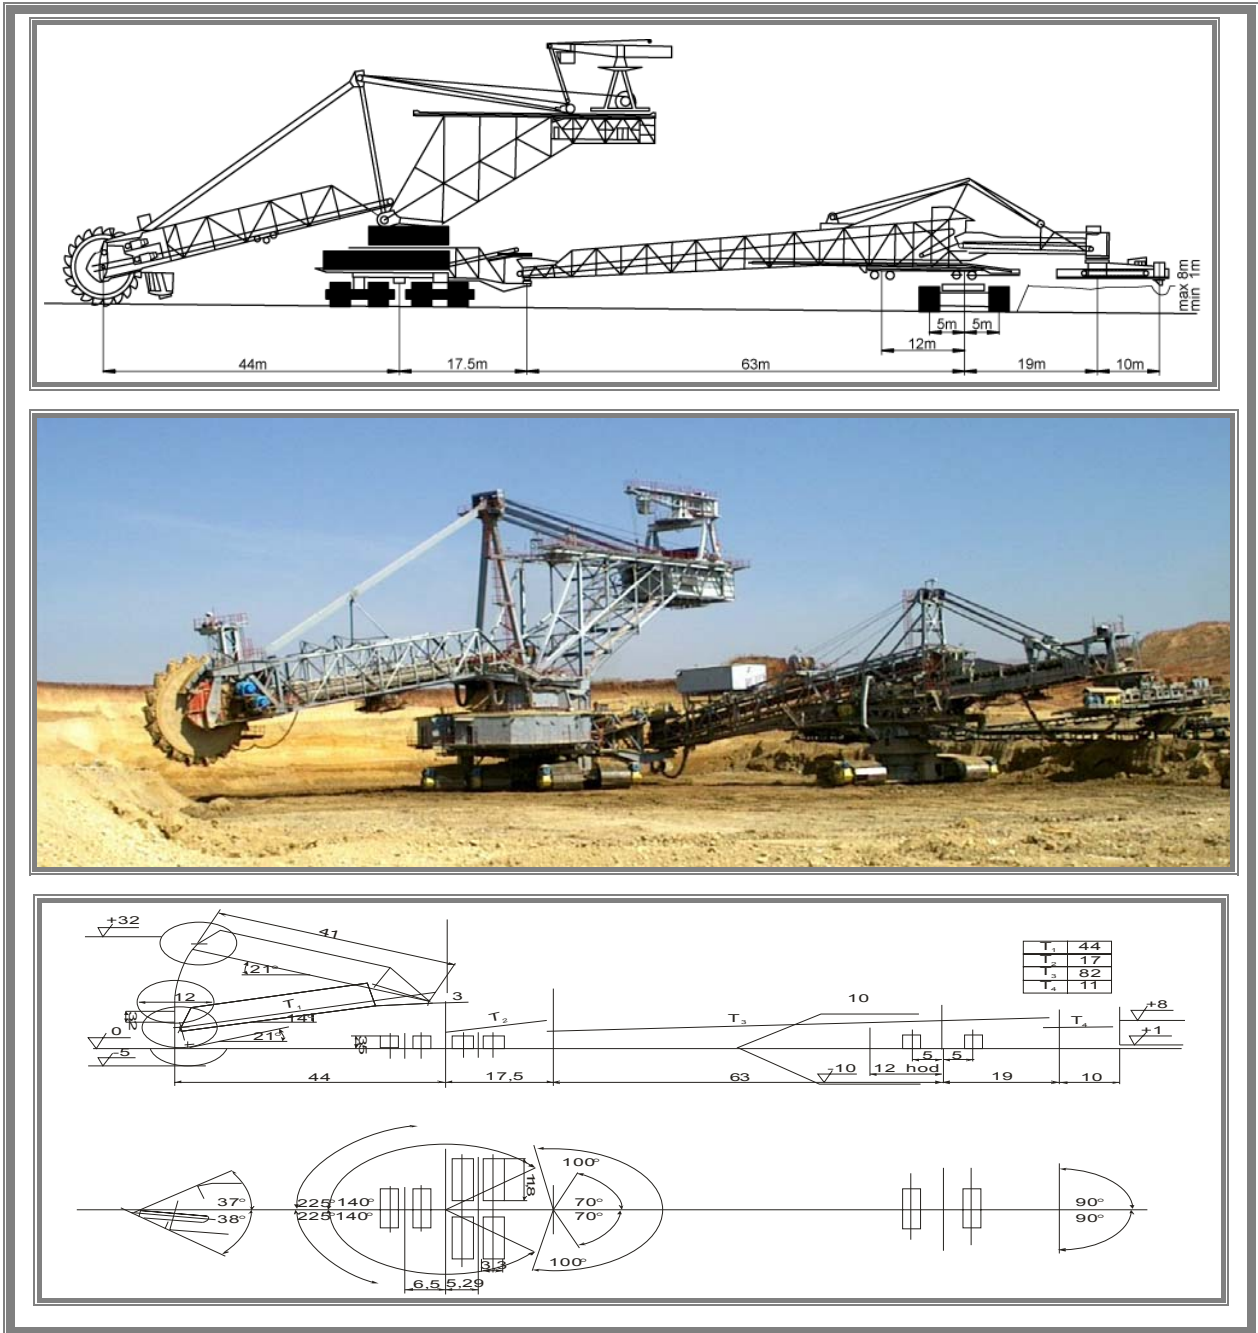 max 8m
min 1m
5m 5m
12m
44m 17.5m 63m 19m 10m
+32
41
21°
T₁ 44
T₂ 17
T₃ 82
T₄ 11
12
T₁
3
10
+8
32
141
T₂
T₃
T₄
0
21°
3,5
+1
-5
5 5
44 17,5 63 -10 12 hod 19 10
100°
11,8
37° 225° 140° 70° 90°
38° 225° 140° 70° 90°
100°
3,3
6,5 5,29